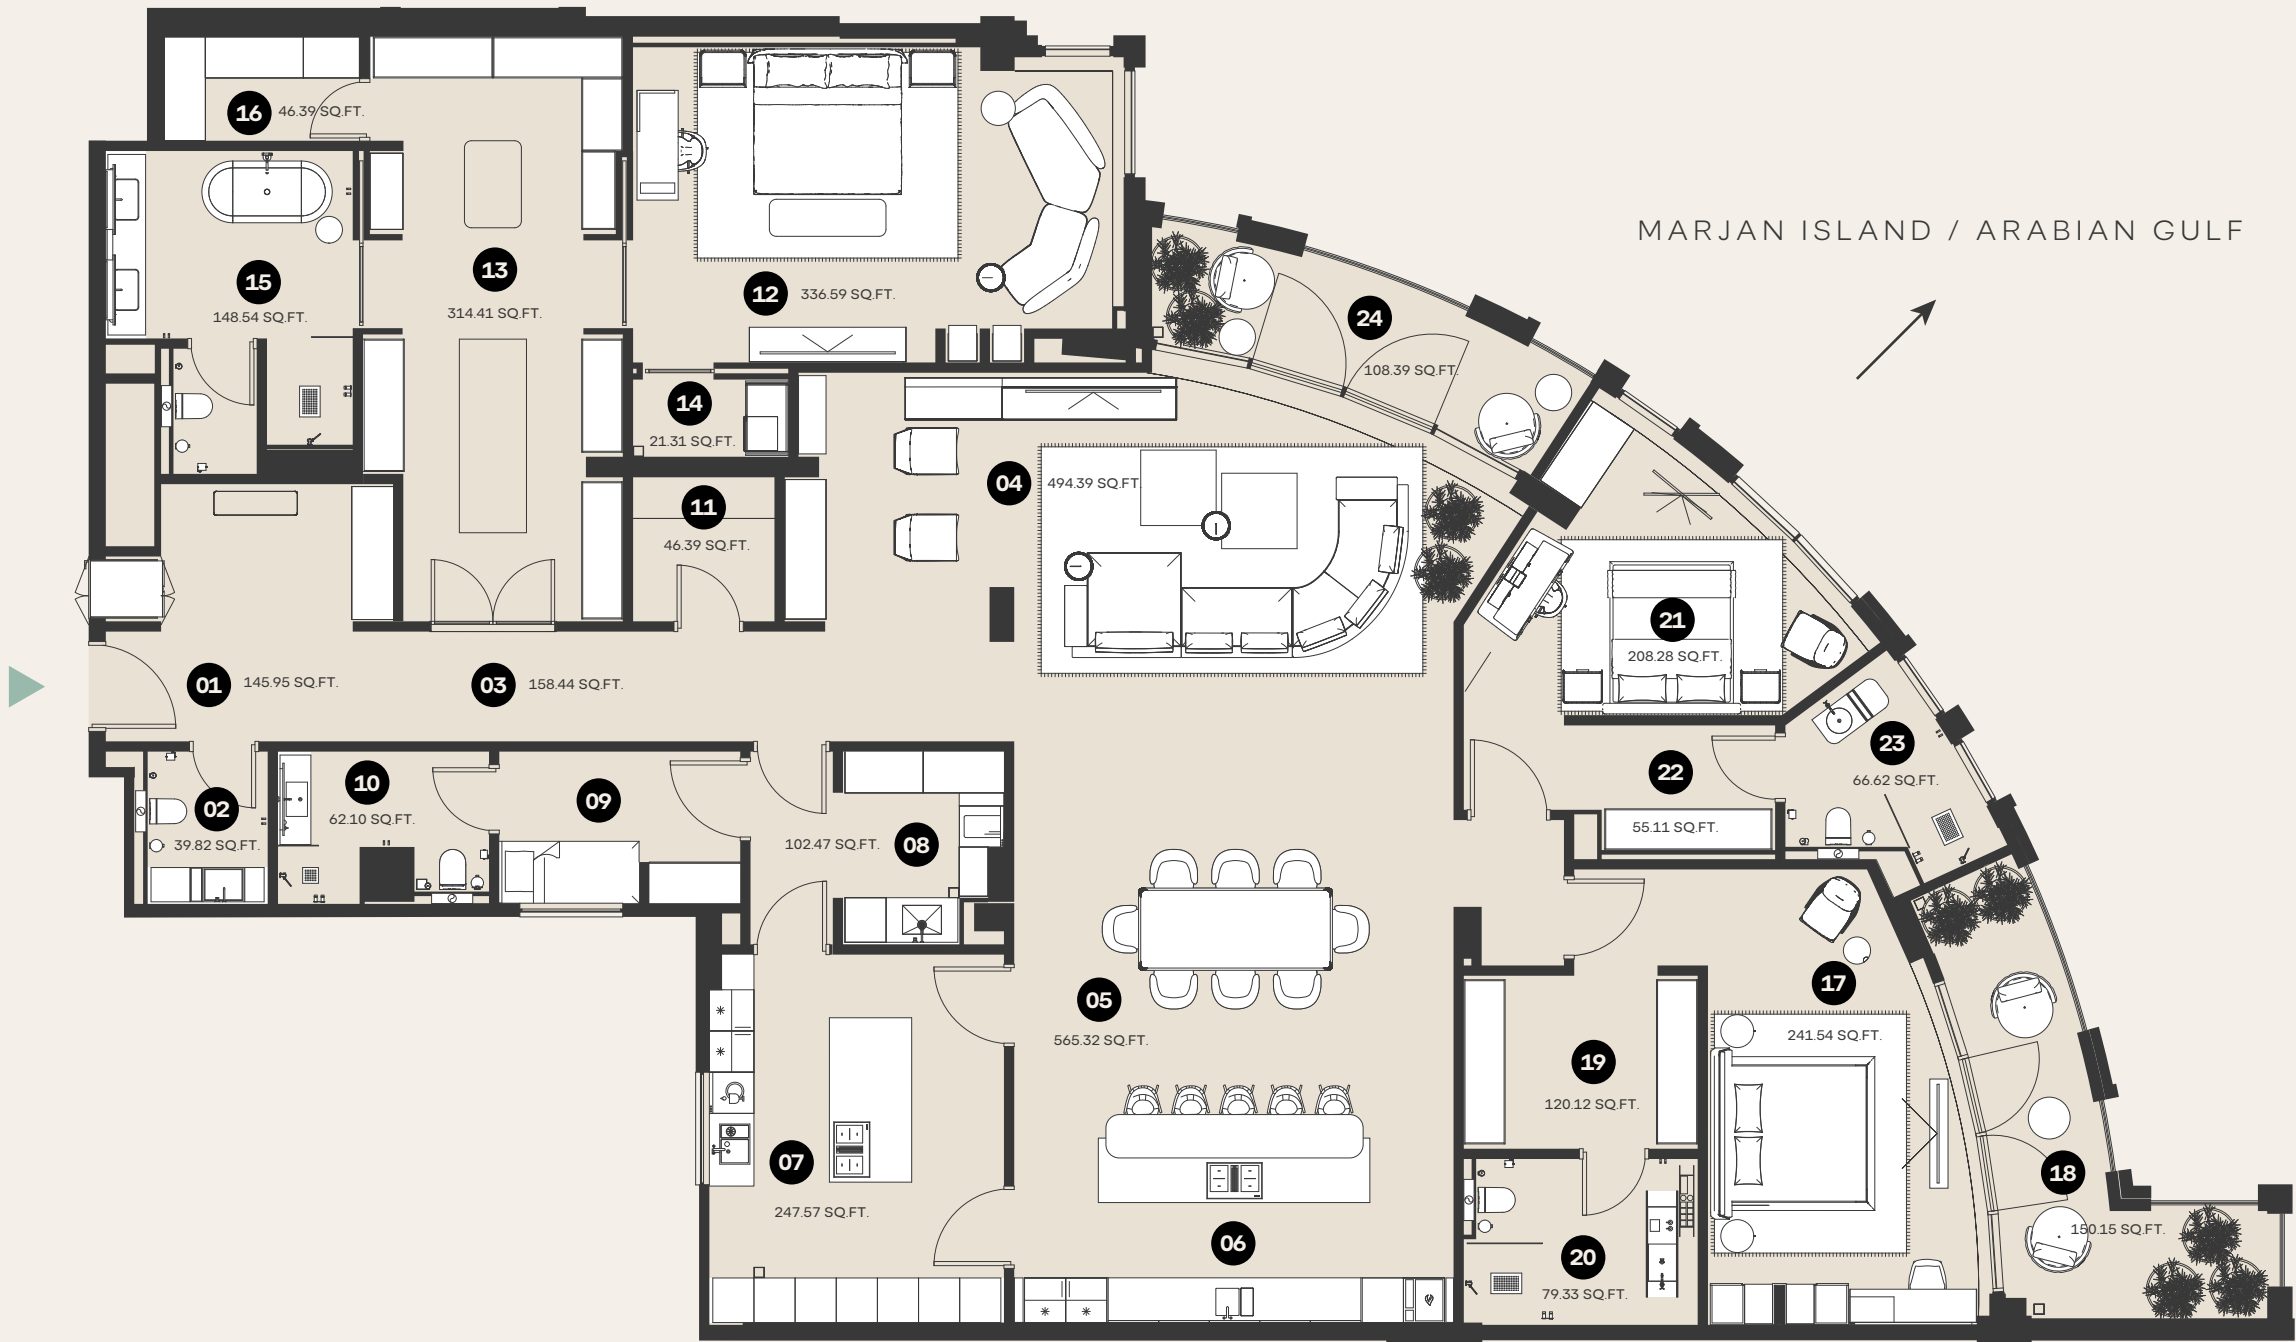 16 46.39 SQ.FT.
15
148.54 SQ.FT.
13
314.41 SQ.FT.
12 336.59 SQ.FT.
MARJAN ISLAND / ARABIAN GULF
24
108.39 SQ.FT.
14
21.31 SQ.FT.
11
46.39 SQ.FT.
04 494.39 SQ.FT.
21
208.28 SQ.FT.
01 145.95 SQ.FT.
03 158.44 SQ.FT.
23
66.62 SQ.FT.
22
55.11 SQ.FT.
02
39.82 SQ.FT.
10
62.10 SQ.FT.
09
102.47 SQ.FT. 08
05
565.32 SQ.FT.
17
241.54 SQ.FT.
19
120.12 SQ.FT.
07
247.57 SQ.FT.
06
18
150.15 SQ.FT.
20
79.33 SQ.FT.